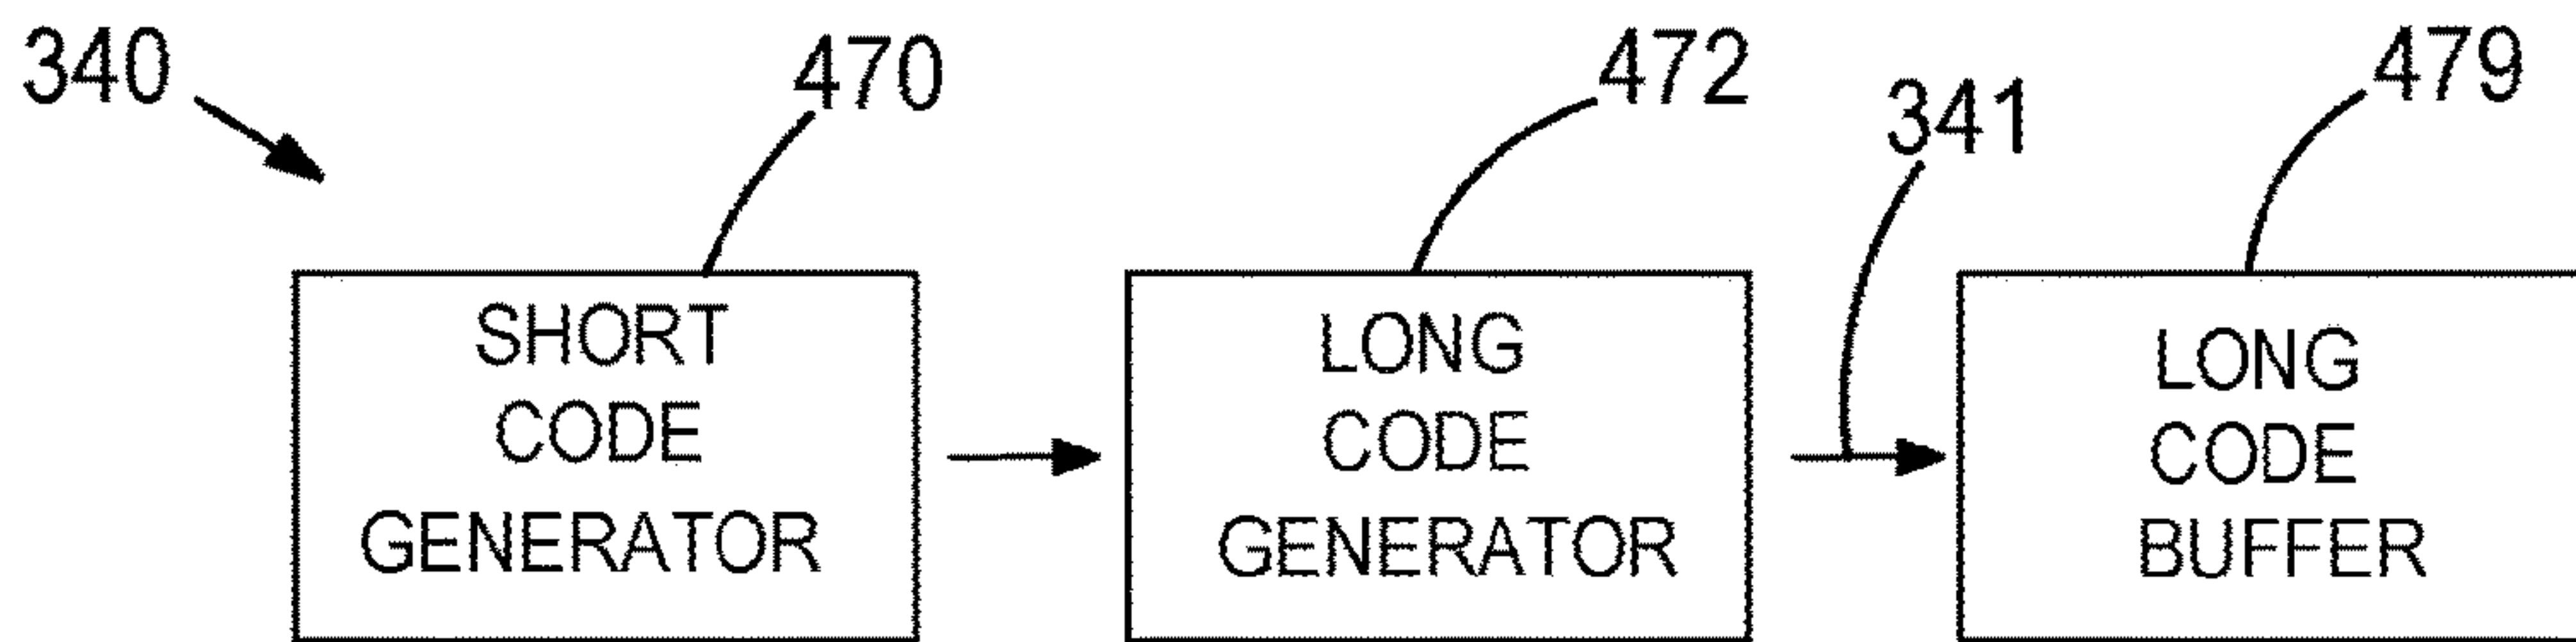 340
470
472
341
479
SHORT
CODE
GENERATOR
LONG
CODE
GENERATOR
LONG
CODE
BUFFER